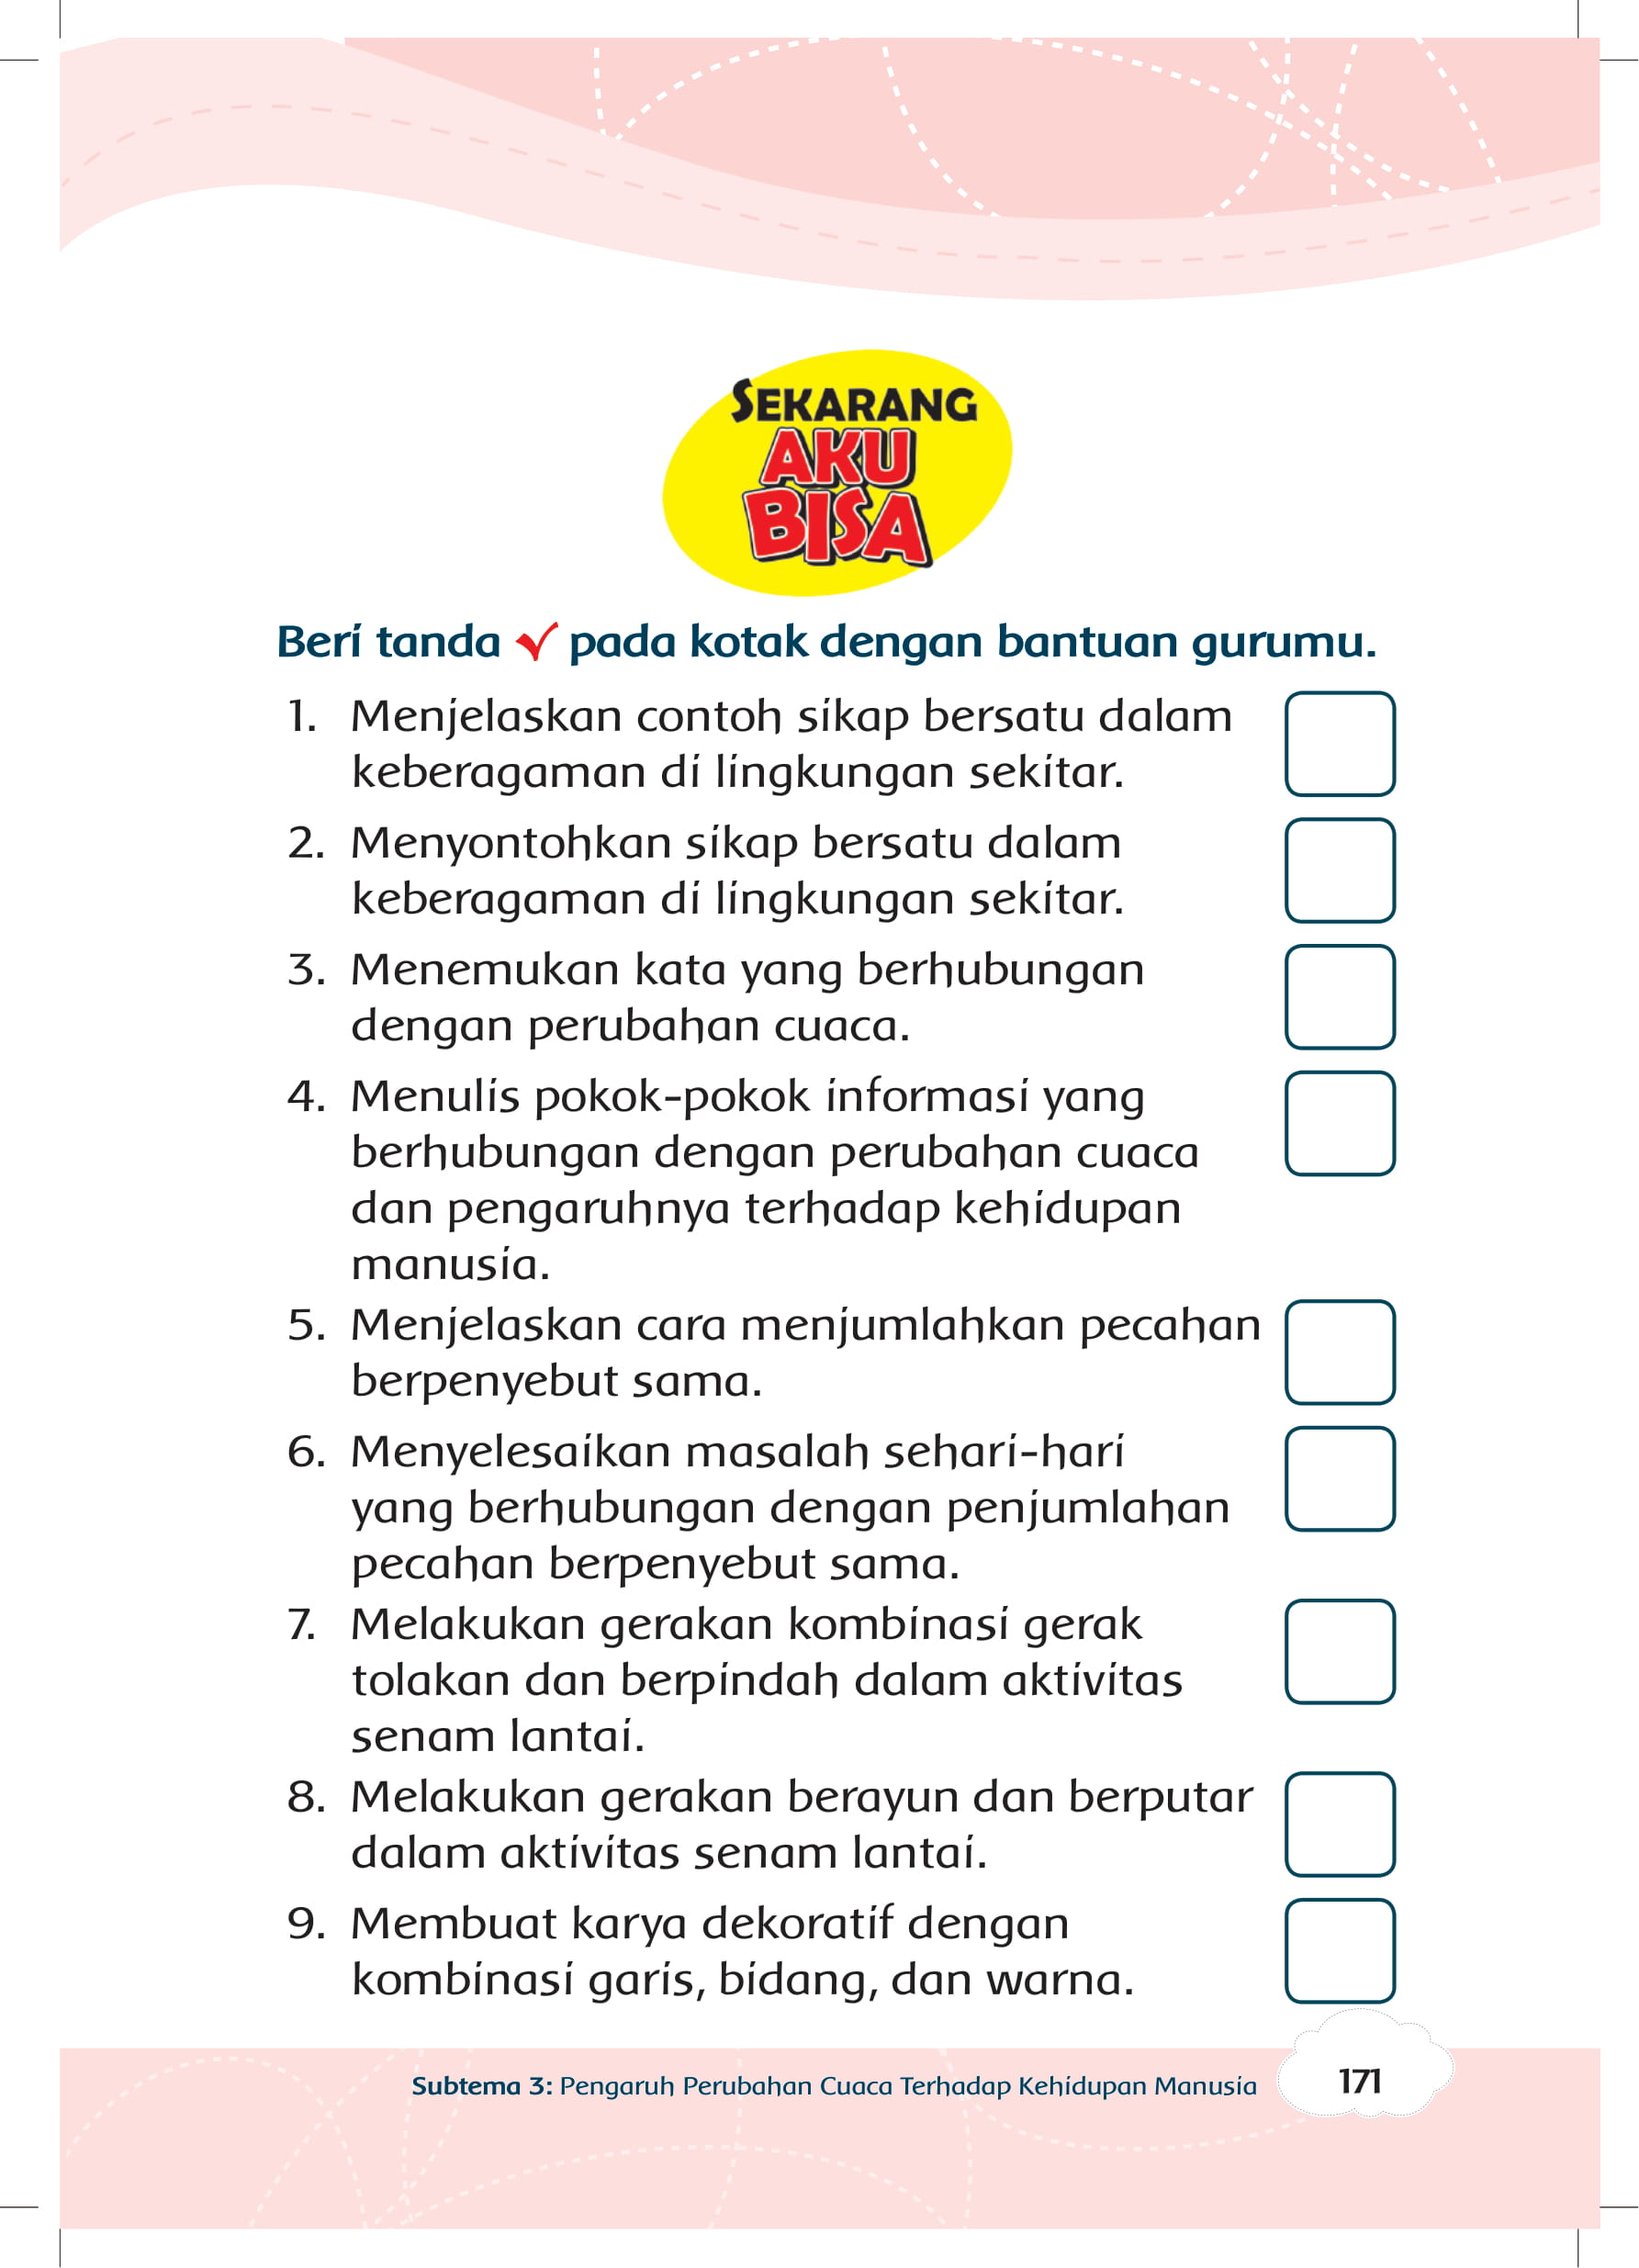 SEKARANG
AKU
BISA
Beri tanda ✓ pada kotak dengan bantuan gurumu.
1. Menjelaskan contoh sikap bersatu dalam
keberagaman di lingkungan sekitar.
2. Menyontohkan sikap bersatu dalam
keberagaman di lingkungan sekitar.
3. Menemukan kata yang berhubungan
dengan perubahan cuaca.
4. Menulis pokok-pokok informasi yang
berhubungan dengan perubahan cuaca
dan pengaruhnya terhadap kehidupan
manusia.
5. Menjelaskan cara menjumlahkan pecahan
berpenyebut sama.
6. Menyelesaikan masalah sehari-hari
yang berhubungan dengan penjumlahan
pecahan berpenyebut sama.
7. Melakukan gerakan kombinasi gerak
tolakan dan berpindah dalam aktivitas
senam lantai.
8. Melakukan gerakan berayun dan berputar
dalam aktivitas senam lantai.
9. Membuat karya dekoratif dengan
kombinasi garis, bidang, dan warna.
Subtema 3: Pengaruh Perubahan Cuaca Terhadap Kehidupan Manusia
171